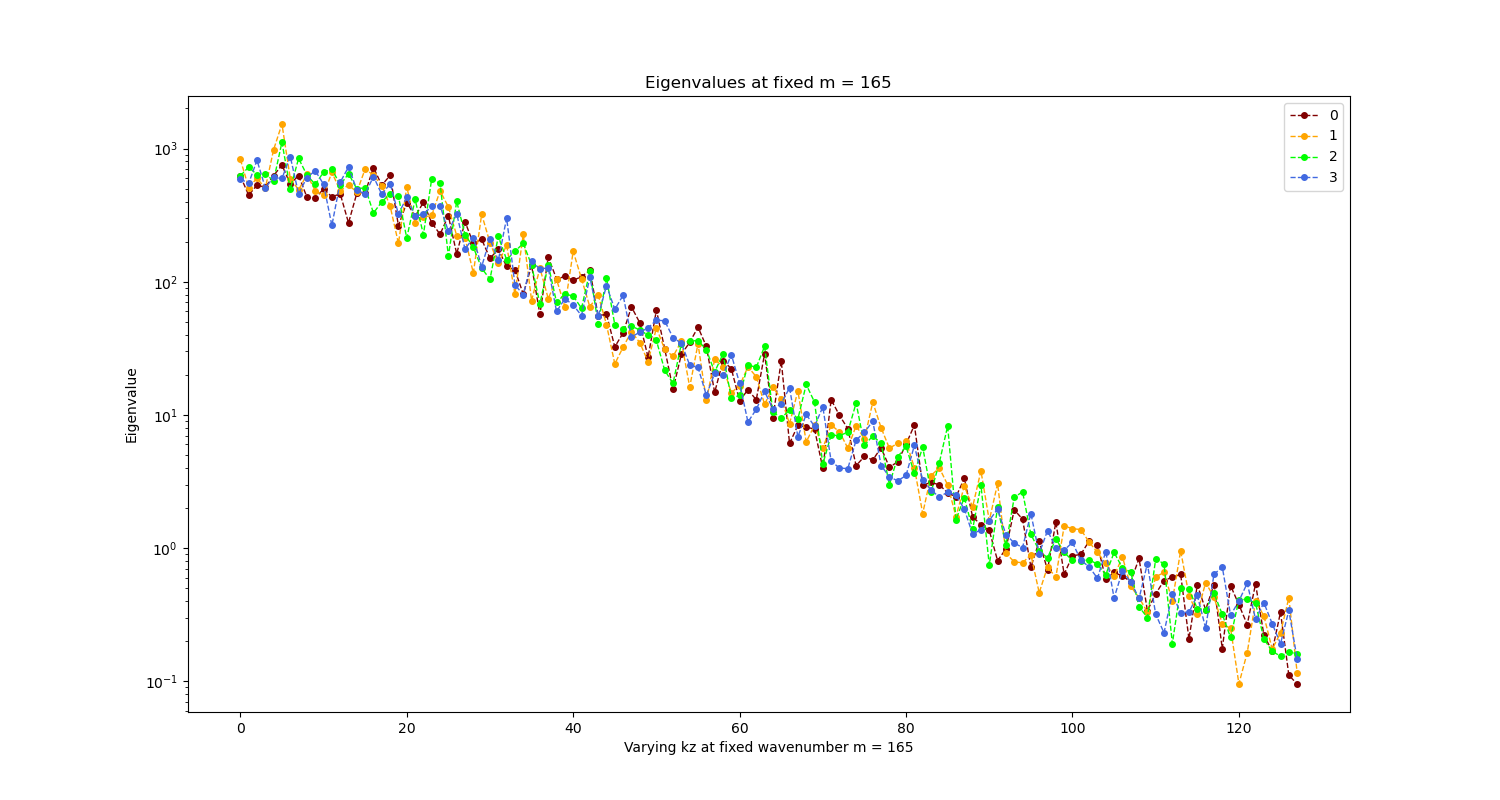 Eigenvalues at fixed m = 165
0
1
2
3
10³
10²
10¹
10⁰
10⁻¹
Eigenvalue
0 20 40 60 80 100 120
Varying kz at fixed wavenumber m = 165